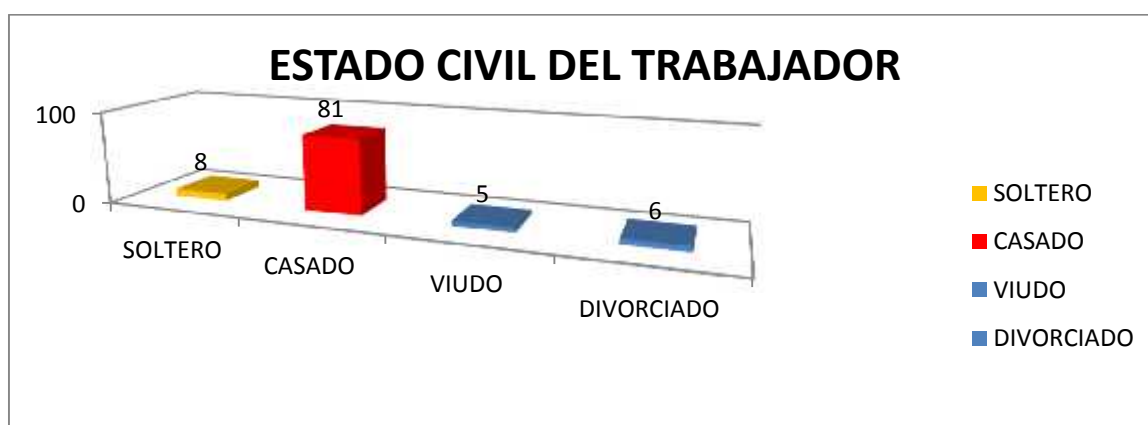 ESTADO CIVIL DEL TRABAJADOR
100
0
8
81
5
6
SOLTERO
CASADO
VIUDO
DIVORCIADO
SOLTERO
CASADO
VIUDO
DIVORCIADO